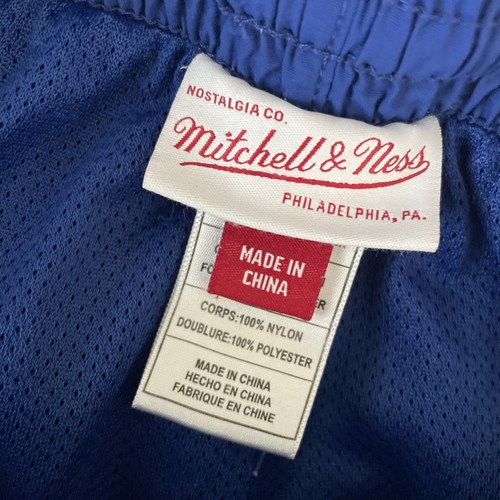 NOSTALGIA CO.
Mitchell & Ness
PHILADELPHIA, PA.
MADE IN
CHINA
CORPS:100% NYLON
DOUBLURE:100% POLYESTER
MADE IN CHINA
HECHO EN CHINA
FABRIQUE EN CHINE